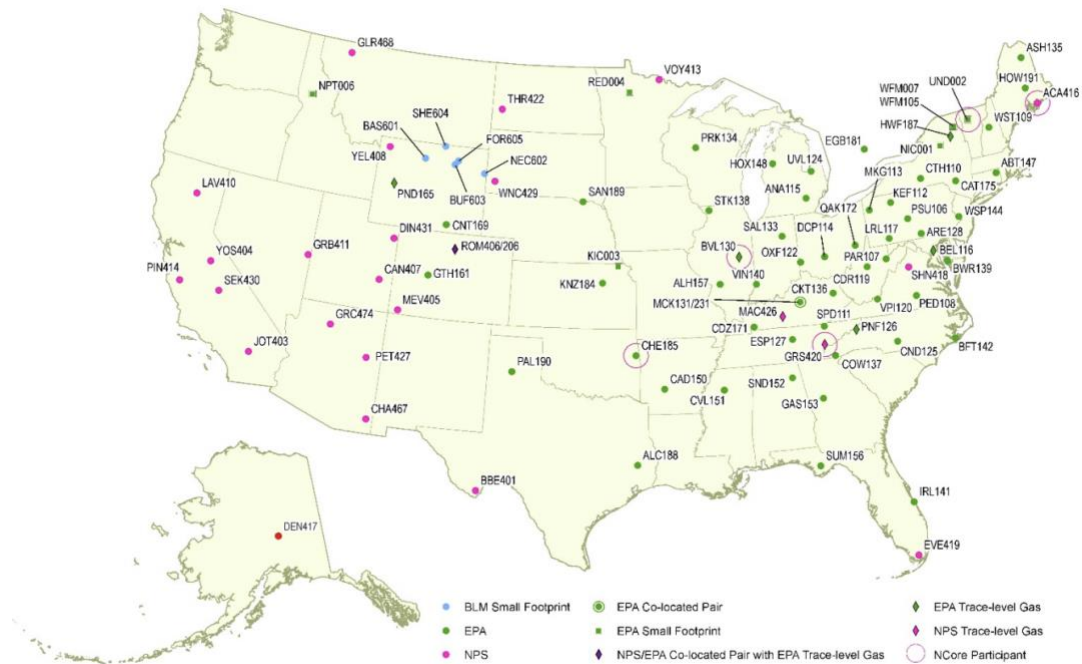 GLR468
VOY413
ASH135
RED004
UND002
HOW191
NPT006
WFM007
ACA416
THR422
WFM105
SHE604
HWF187
WST109
BAS601
FOR605
PRK134
EGB181
NIC001
YEL408
NEC602
HOX148
UVL124
MKG113
CTH110
ABT147
LAV410
PND165
BUF603
WNC429
SAN189
ANA115
KEF112
CAT175
STK138
QAK172
PSU106
WSP144
CNT169
SAL133
DCP114
LRL117
ARE128
DIN431
ROM406/206
BVL130
OXF122
BEL116
YOS404
GRB411
KIC003
PAR107
PIN414
CAN407
GTH161
VIN140
SHN418
BWR139
SEK430
KNZ184
ALH157
CKT136
CDR119
MCK131/231
VPI120
PED108
MEV405
MAC426
SPD111
GRC474
CDZ171
PNF126
JOT403
CHE185
ESP127
PET427
GRS420
COW137
CND125
BFT142
PAL190
CAD150
SND152
CVL151
GAS153
CHA467
ALC188
SUM156
BBE401
IRL141
DEN417
EVE419
BLM Small Footprint
EPA Co-located Pair
EPA Trace-level Gas
EPA
EPA Small Footprint
NPS Trace-level Gas
NPS
NPS/EPA Co-located Pair with EPA Trace-level Gas
NCore Participant